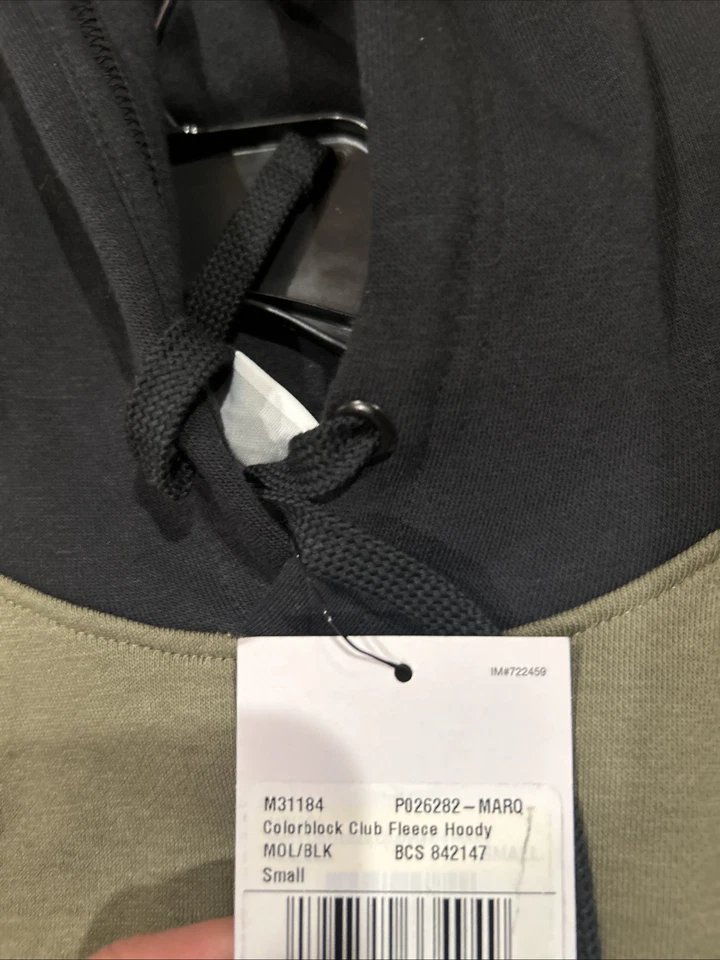 IM#722459
M31184 P026282-MARQ
Colorblock Club Fleece Hoody
MOL/BLK BCS 842147
Small